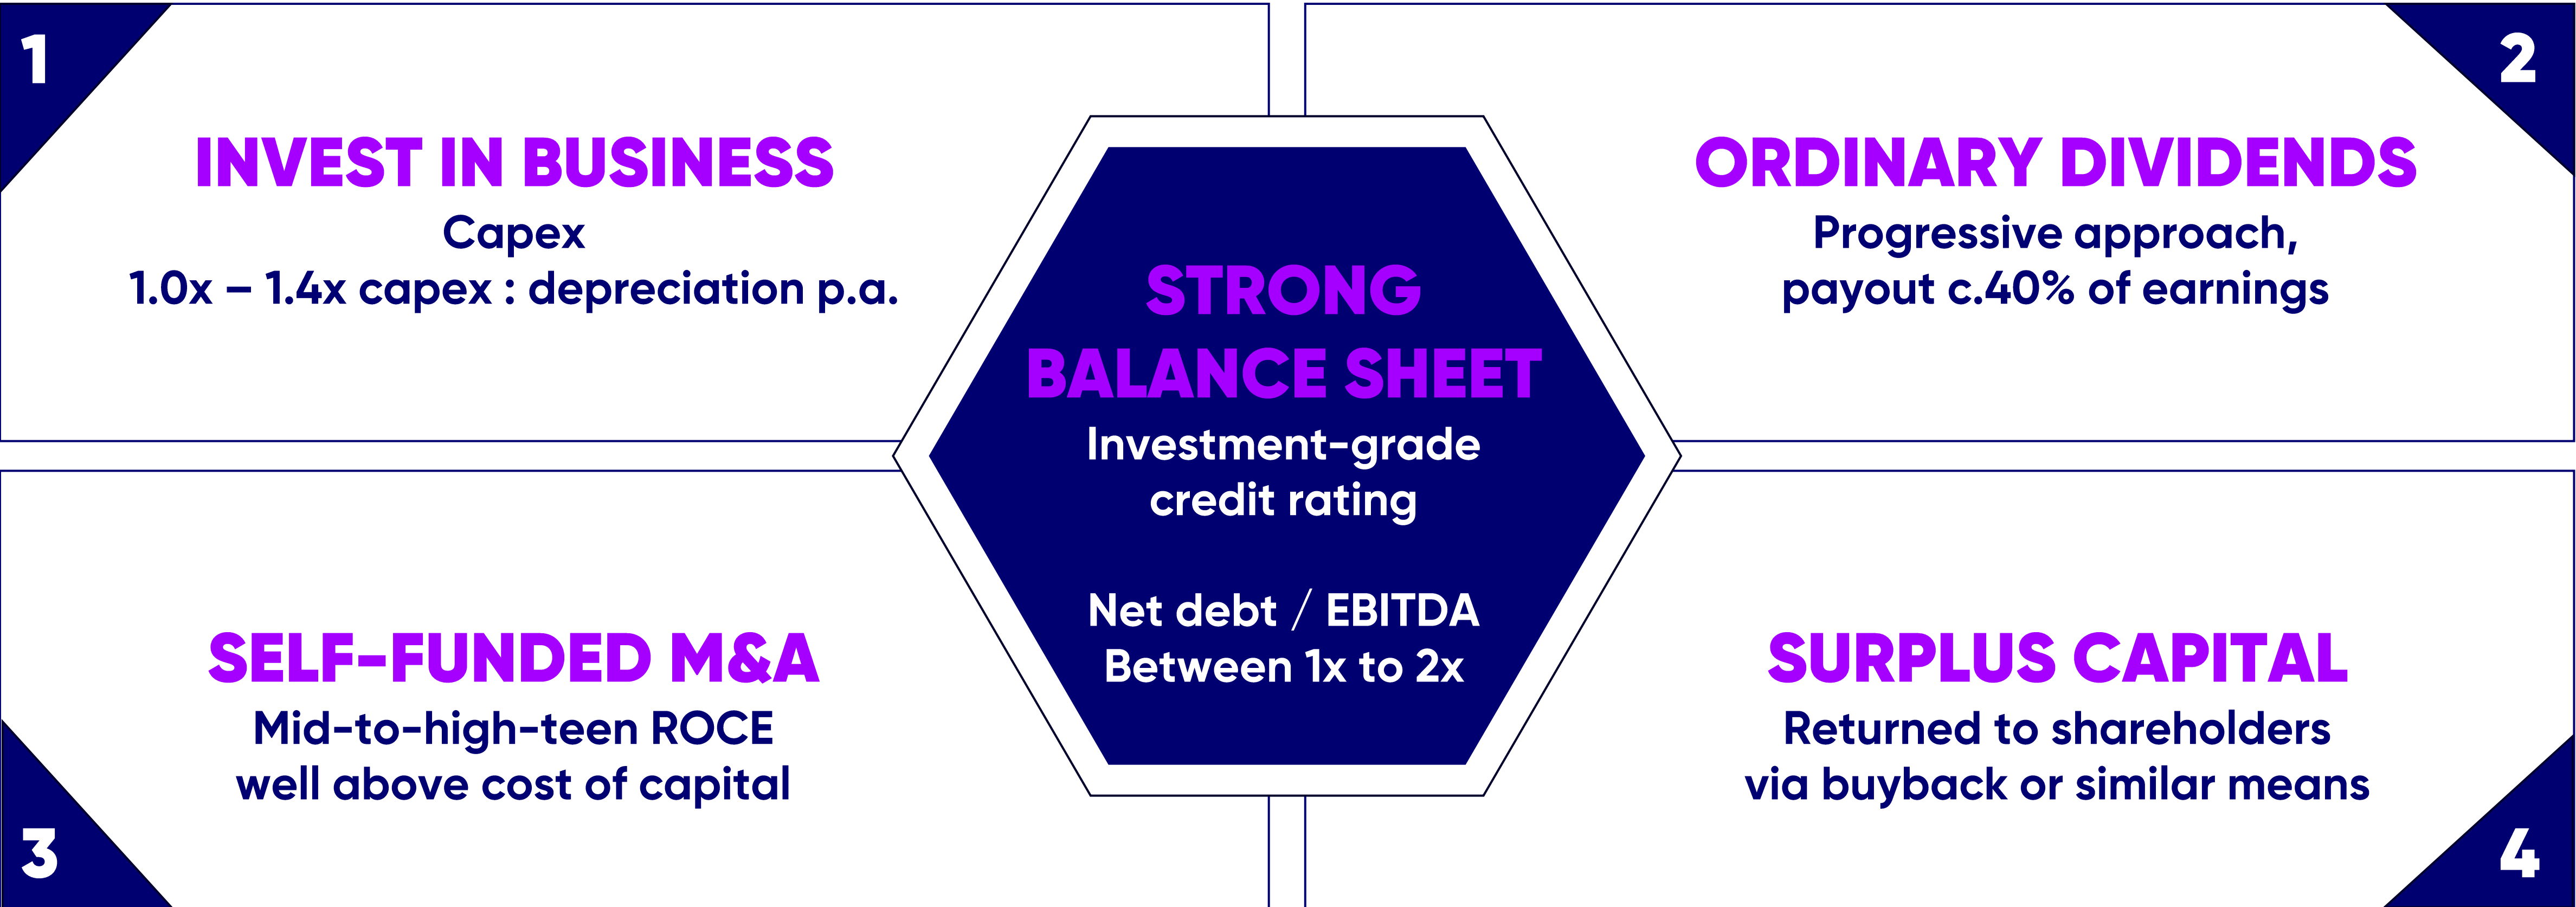 1
INVEST IN BUSINESS
Capex
1.0x – 1.4x capex : depreciation p.a.
2
ORDINARY DIVIDENDS
Progressive approach,
payout c.40% of earnings
STRONG
BALANCE SHEET
Investment-grade
credit rating
Net debt / EBITDA
Between 1x to 2x
3
SELF-FUNDED M&A
Mid-to-high-teen ROCE
well above cost of capital
4
SURPLUS CAPITAL
Returned to shareholders
via buyback or similar means